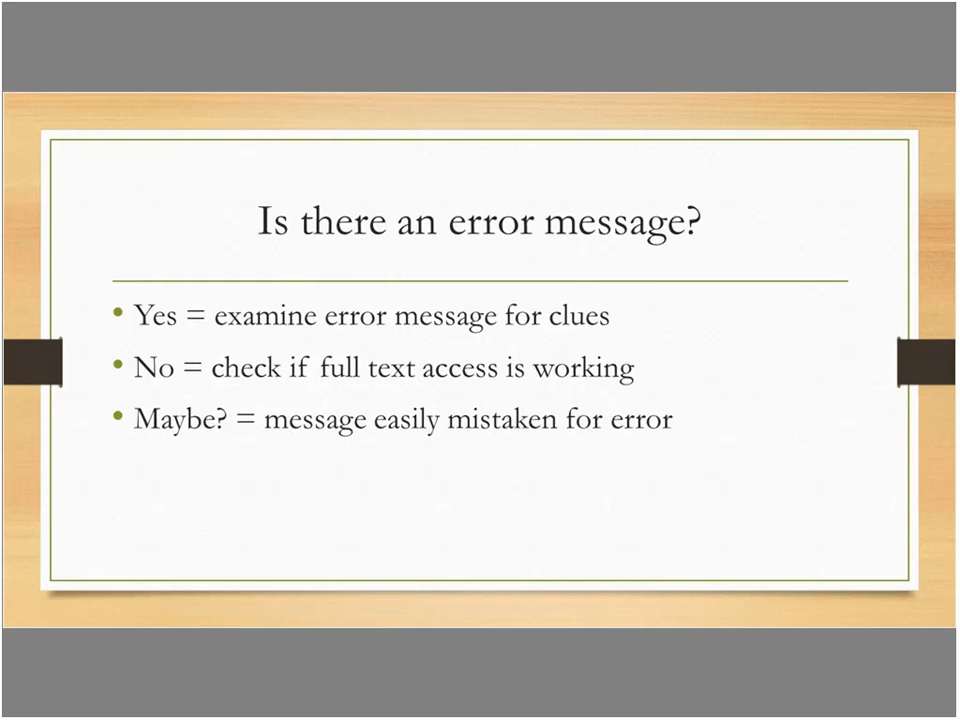 Is there an error message?
• Yes = examine error message for clues
• No = check if full text access is working
• Maybe? = message easily mistaken for error